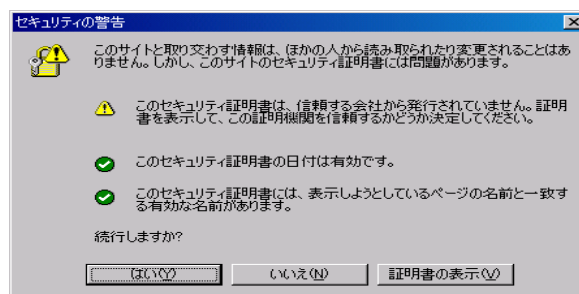 セキュリティの警告
このサイトと取り交わす情報は、ほかの人から読み取られたり変更されることはあ
りません。しかし、このサイトのセキュリティ証明書には問題があります。
このセキュリティ証明書は、信頼する会社から発行されていません。証明
書を表示して、この証明機関を信頼するかどうか決定してください。
このセキュリティ証明書の日付は有効です。
このセキュリティ証明書には、表示しようとしているページの名前と一致す
る有効な名前があります。
続行しますか?
はい(Y) いいえ(N) 証明書の表示(V)